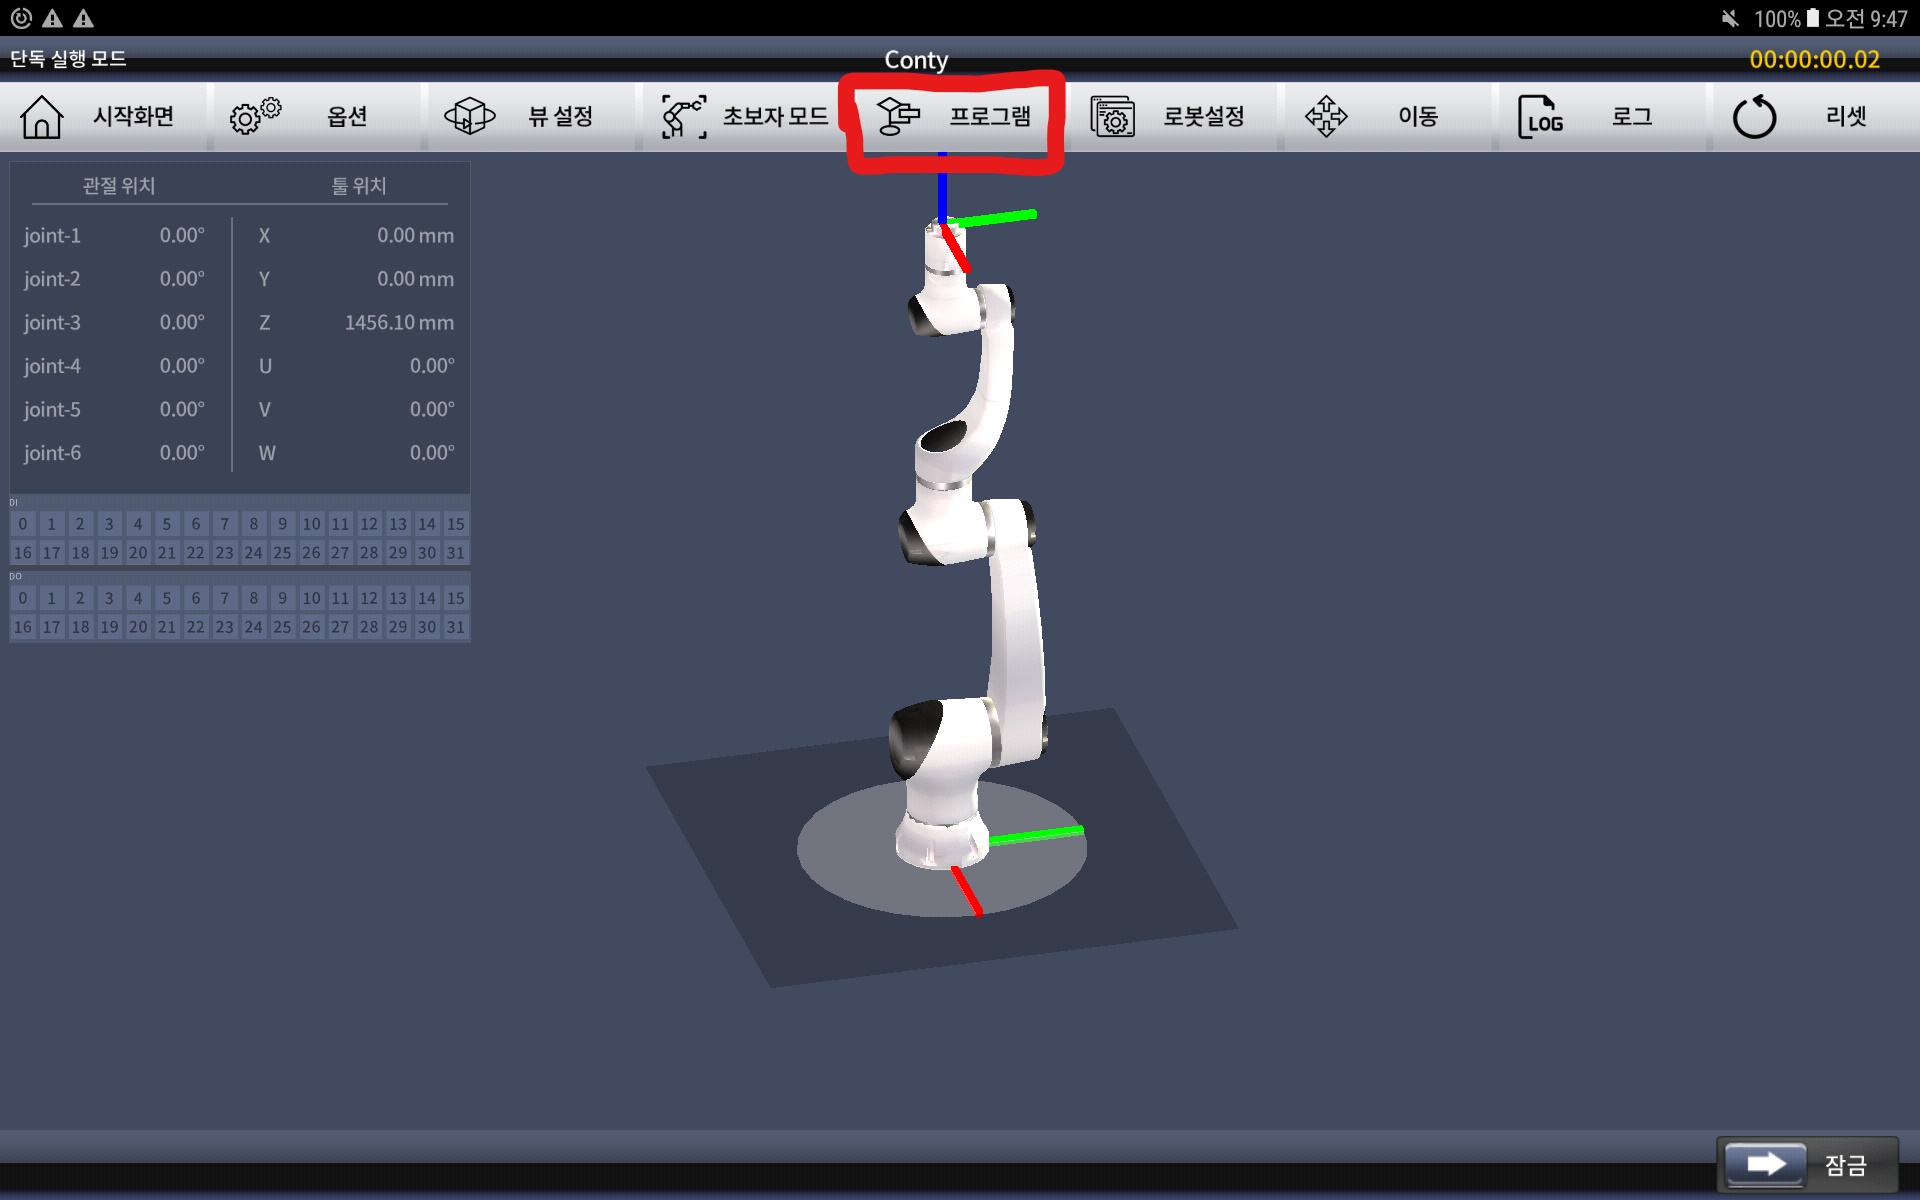 100% 오전 9:47
단독 실행 모드 Conty 00:00:00.02
시작화면 옵션 뷰 설정 초보자 모드 프로그램 로봇설정 이동 LOG 로그 리셋
관절 위치 툴 위치
joint-1 0.00° X 0.00 mm
joint-2 0.00° Y 0.00 mm
joint-3 0.00° Z 1456.10 mm
joint-4 0.00° U 0.00°
joint-5 0.00° V 0.00°
joint-6 0.00° W 0.00°
DI
0 1 2 3 4 5 6 7 8 9 10 11 12 13 14 15
16 17 18 19 20 21 22 23 24 25 26 27 28 29 30 31
DO
0 1 2 3 4 5 6 7 8 9 10 11 12 13 14 15
16 17 18 19 20 21 22 23 24 25 26 27 28 29 30 31
잠금